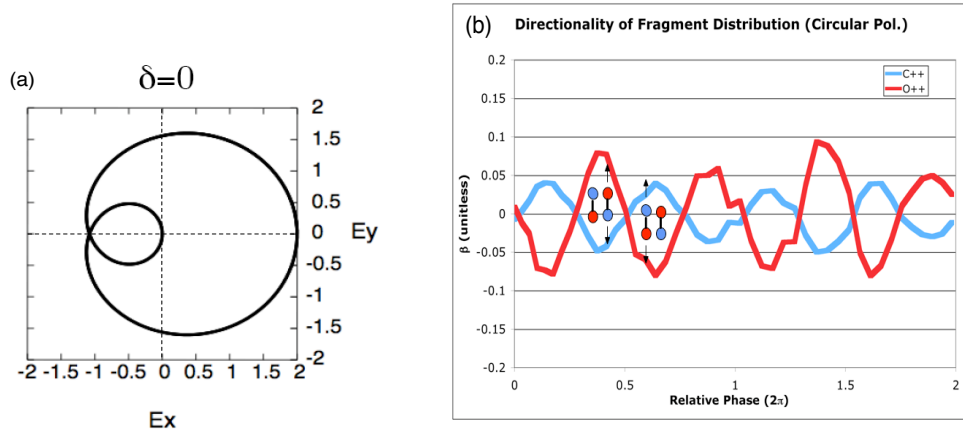 (a)
δ=0
2
1.5
1
0.5
0
Ey
-0.5
-1
-1.5
-2
-2 -1.5 -1 -0.5 0 0.5 1 1.5 2
Ex
(b)
Directionality of Fragment Distribution (Circular Pol.)
C++
O++
β (unitless)
0.2
0.15
0.1
0.05
0
-0.05
-0.1
-0.15
-0.2
0 0.5 1 1.5 2
Relative Phase (2π)